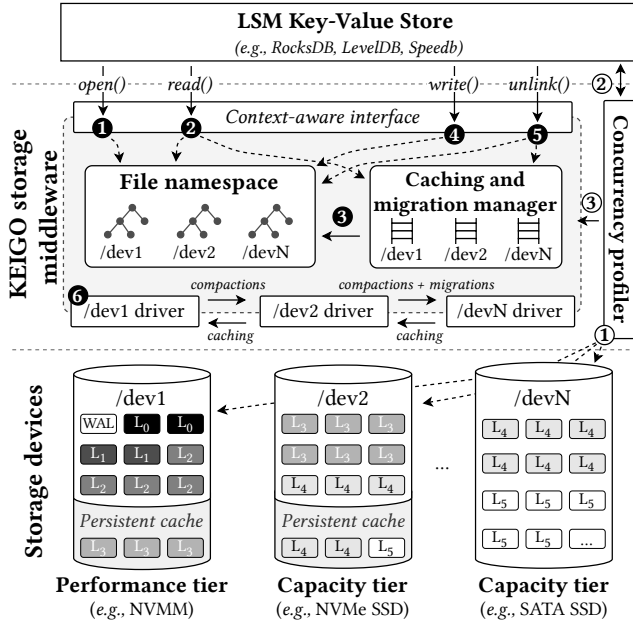 LSM Key-Value Store
(e.g., RocksDB, LevelDB, Speedb)
open() read() write() unlink() ②
Context-aware interface
❶ ❷ ❹ ❺
KEIGO storage
middleware
File namespace
/dev1 /dev2 /devN
❸
Caching and
migration manager
/dev1 /dev2 /devN
③
Concurrency profiler
①
❻
compactions compactions + migrations
/dev1 driver /dev2 driver /devN driver
caching caching
Storage devices
/dev1
WAL L0 L0
L1 L1 L2
L2 L2 L2
Persistent cache
L3 L3 L3
Performance tier
(e.g., NVMM)
/dev2
L3 L3 L3
L3 L3 L3
L4 L4 L4
Persistent cache
L4 L4 L5
Capacity tier
(e.g., NVMe SSD)
...
/devN
L4 L4 L4
L4 L4 L4
L5 L5 L5
L5 L5 ...
Capacity tier
(e.g., SATA SSD)